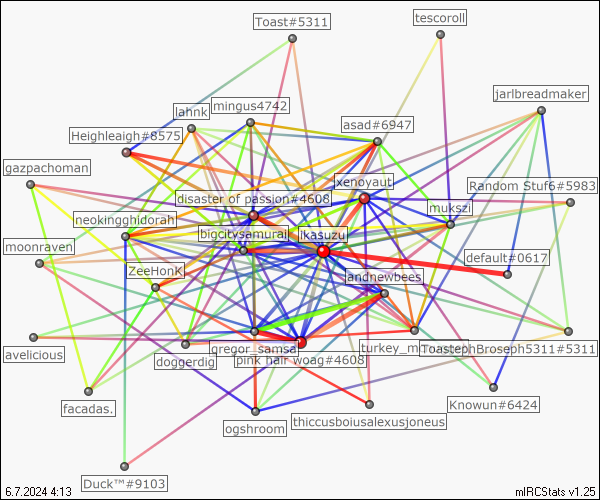 Toast#5311
tescoroll
jarlbreadmaker
mingus4742
lahnk
asad#6947
Heighleaigh#8575
gazpachoman
xenoyaut
Random Stuf6#5983
disaster of passion#4608
mukszi
neokingghidorah
bigcitysamurai
ikasuzu
moonraven
default#0617
ZeeHonK
andnewbees
avelicious
doggerdig
gregor_samsa
pink hair woag#4608
ToastephBroseph5311#5311
facadas.
Knowun#6424
ogshroom
thiccusboiusalexusjoneus
Duck™#9103
6.7.2024 4:13
mIRCStats v1.25